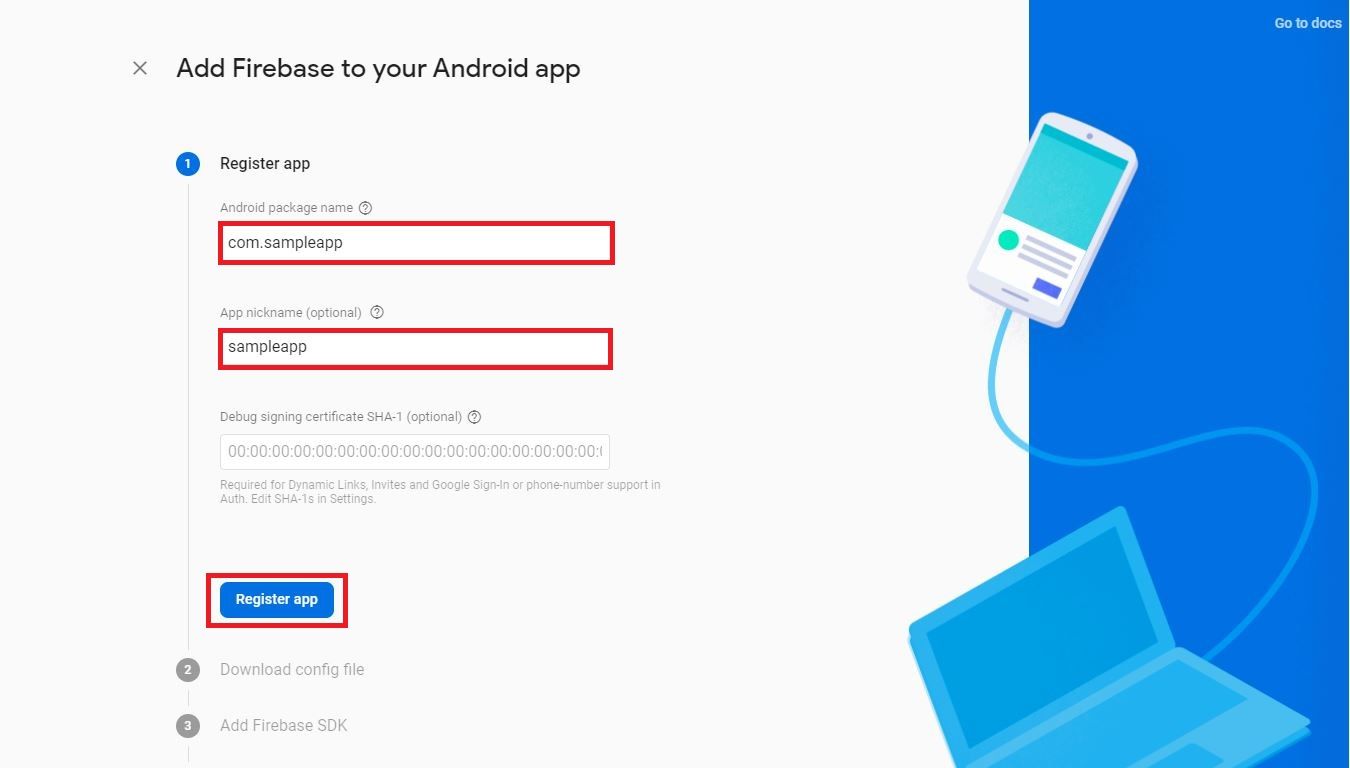 Go to docs
Add Firebase to your Android app
1 Register app
Android package name
com.sampleapp
App nickname (optional)
sampleapp
Debug signing certificate SHA-1 (optional)
00:00:00:00:00:00:00:00:00:00:00:00:00:00:00:00:00:
Required for Dynamic Links, Invites and Google Sign-In or phone-number support in
Auth. Edit SHA-1s in Settings.
Register app
2 Download config file
3 Add Firebase SDK